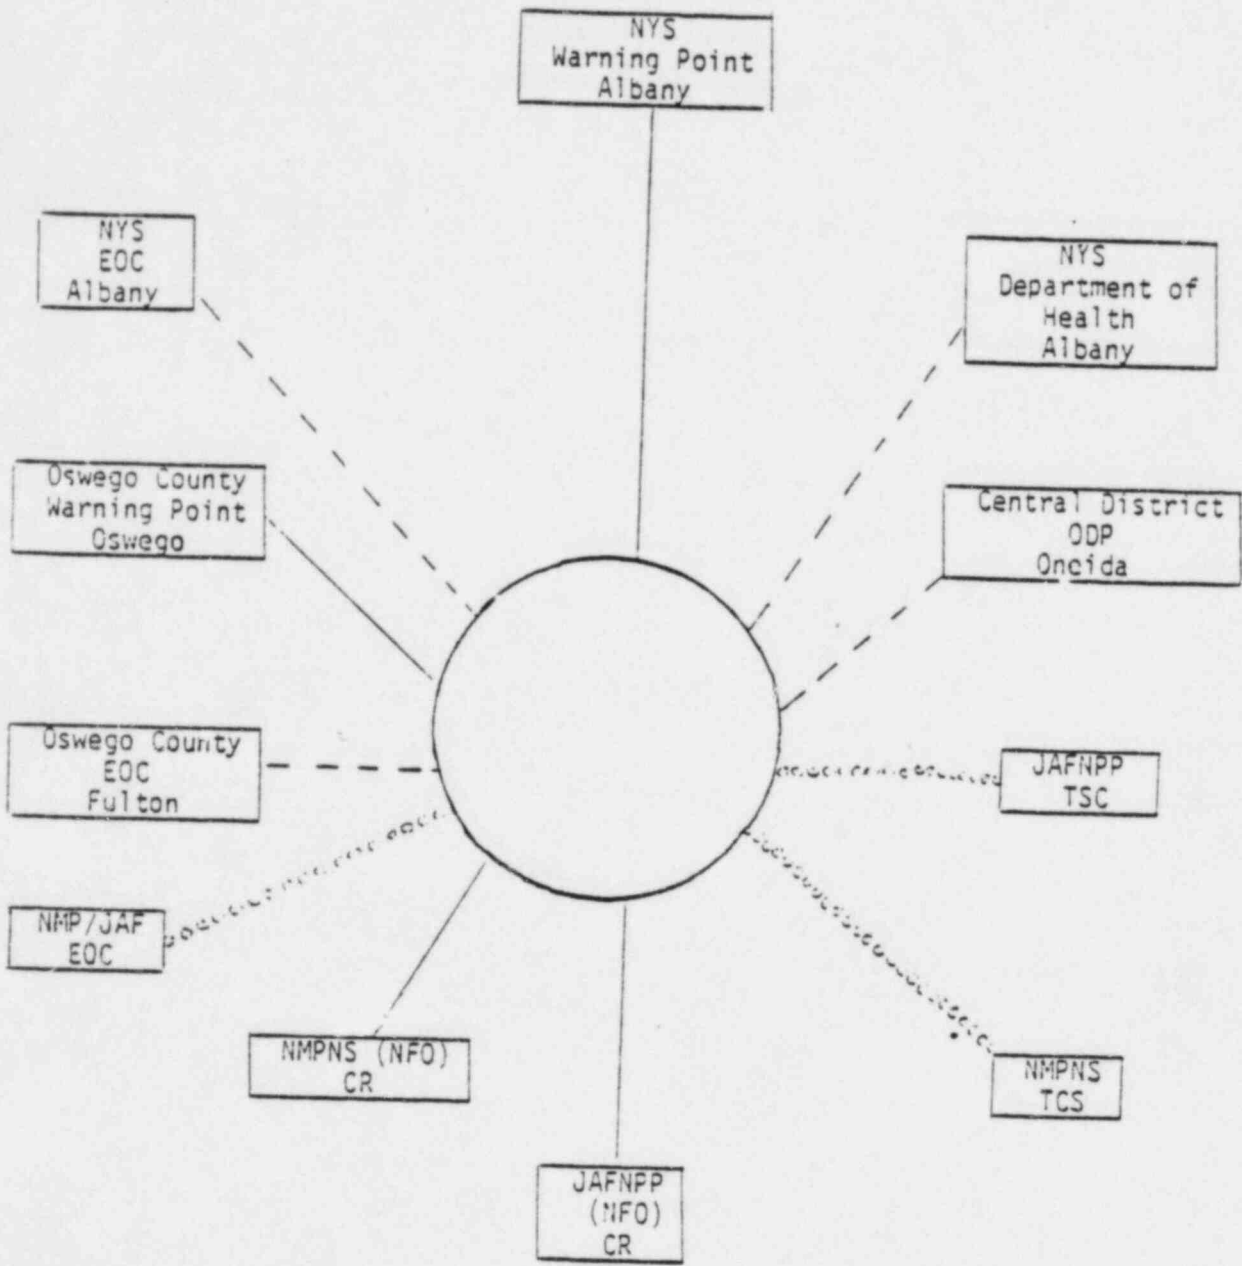 NYS
Warning Point
Albany
NYS
EOC
Albany
NYS
Department of
Health
Albany
Oswego County
Warning Point
Oswego
Central District
ODP
Oneida
Oswego County
EOC
Fulton
JAFNPP
TSC
NMP/JAF
EOC
NMPNS (NFO)
CR
NMPNS
TCS
JAFNPP
(NFO)
CR